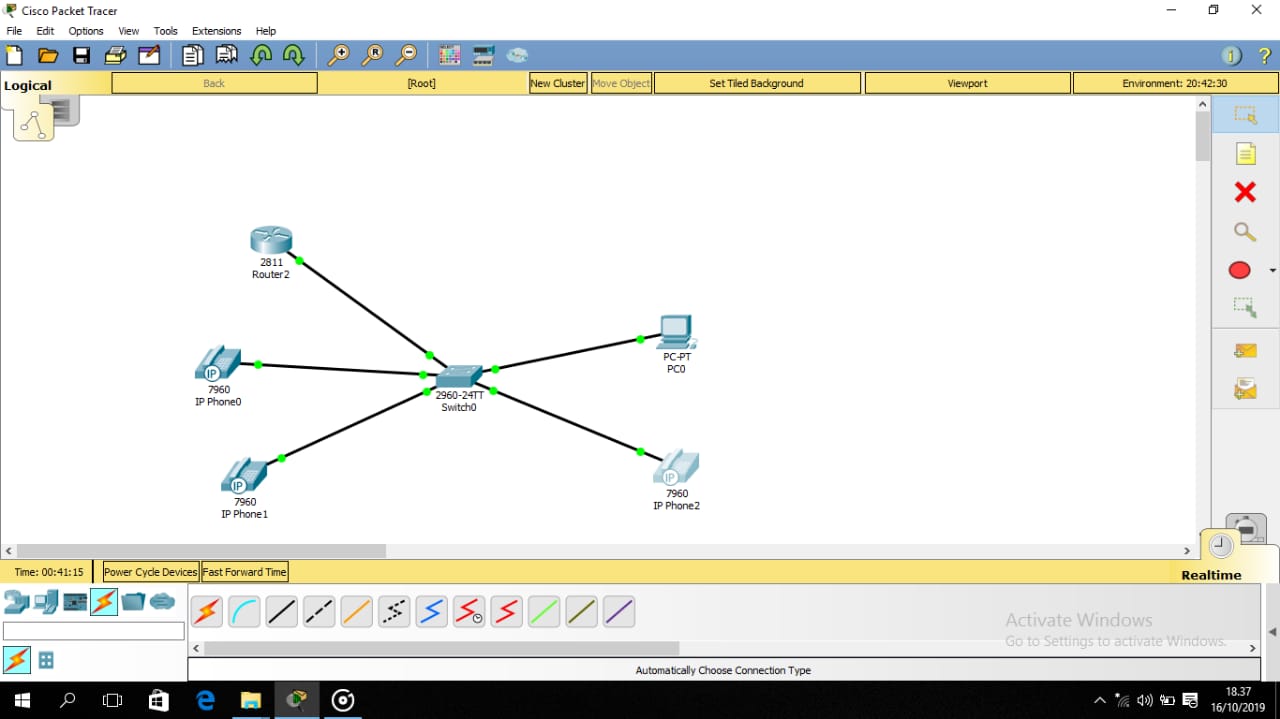 Cisco Packet Tracer
File Edit Options View Tools Extensions Help
Logical Back [Root] New Cluster Move Object Set Tiled Background Viewport Environment: 20:42:30
2811
Router2
PC-PT
PC0
7960
IP Phone0
2960-24TT
Switch0
7960
IP Phone1
7960
IP Phone2
Time: 00:41:15 Power Cycle Devices Fast Forward Time Realtime
Activate Windows
Go to Settings to activate Windows.
Automatically Choose Connection Type
18.37
16/10/2019